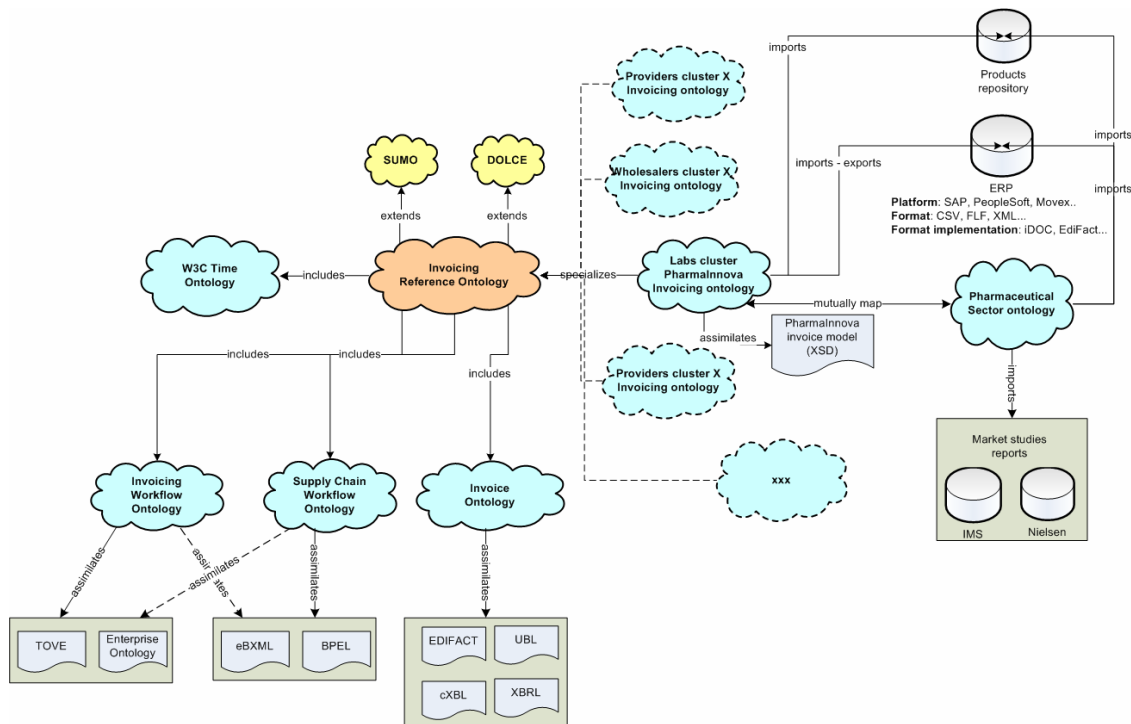 imports
Products
repository
Providers cluster X
Invoicing ontology
imports
SUMO
DOLCE
Wholesalers cluster X
Invoicing ontology
imports - exports
ERP
imports
Platform: SAP, PeopleSoft, Movex..
Format: CSV, FLF, XML...
Format implementation: iDOC, EdiFact...
extends
extends
W3C Time
Ontology
includes
Invoicing
Reference Ontology
specializes
Labs cluster
PharmaInnova
Invoicing ontology
mutually map
Pharmaceutical
Sector ontology
assimilates
PharmaInnova
invoice model
(XSD)
includes
includes
includes
Providers cluster X
Invoicing ontology
imports
Market studies
reports
IMS
Nielsen
Invoicing
Workflow
Ontology
Supply Chain
Workflow
Ontology
Invoice
Ontology
xxx
assimilates
assimilates
assimilates
assimilates
assimilates
TOVE
Enterprise
Ontology
eBXML
BPEL
EDIFACT
UBL
cXBL
XBRL